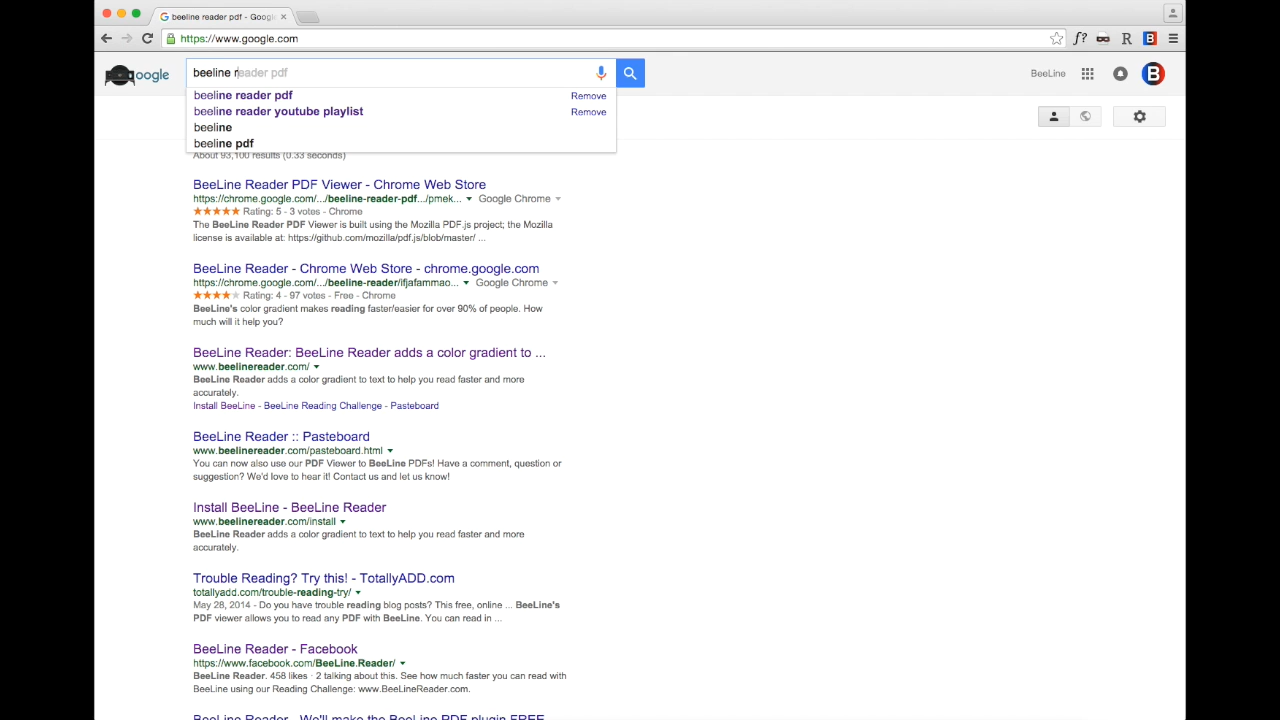 beeline reader pdf - Googl
https://www.google.com
f?
R
B
oogle
beeline reader pdf
BeeLine
B
beeline reader pdf Remove
beeline reader youtube playlist Remove
beeline
beeline pdf
About 93,100 results (0.33 seconds)
BeeLine Reader PDF Viewer - Chrome Web Store
https://chrome.google.com/.../beeline-reader-pdf.../pmek... Google Chrome
Rating: 5 - 3 votes - Chrome
The BeeLine Reader PDF Viewer is built using the Mozilla PDF.js project; the Mozilla
license is available at: https://github.com/mozilla/pdf.js/blob/master/ ...
BeeLine Reader - Chrome Web Store - chrome.google.com
https://chrome.google.com/.../beeline-reader/ifjafammao... Google Chrome
Rating: 4 - 97 votes - Free - Chrome
BeeLine's color gradient makes reading faster/easier for over 90% of people. How
much will it help you?
BeeLine Reader: BeeLine Reader adds a color gradient to ...
www.beelinereader.com/
BeeLine Reader adds a color gradient to text to help you read faster and more
accurately.
Install BeeLine - BeeLine Reading Challenge - Pasteboard
BeeLine Reader :: Pasteboard
www.beelinereader.com/pasteboard.html
You can now also use our PDF Viewer to BeeLine PDFs! Have a comment, question or
suggestion? We'd love to hear it! Contact us and let us know!
Install BeeLine - BeeLine Reader
www.beelinereader.com/install
BeeLine Reader adds a color gradient to text to help you read faster and more
accurately.
Trouble Reading? Try this! - TotallyADD.com
totallyadd.com/trouble-reading-try/
May 28, 2014 - Do you have trouble reading blog posts? This free, online ... BeeLine's
PDF viewer allows you to read any PDF with BeeLine. You can read in ...
BeeLine Reader - Facebook
https://www.facebook.com/BeeLine.Reader/
BeeLine Reader. 458 likes · 2 talking about this. See how much faster you can read with
BeeLine using our Reading Challenge: www.BeeLineReader.com.
BeeLine Reader - We'll make the BeeLine PDF plugin FREE